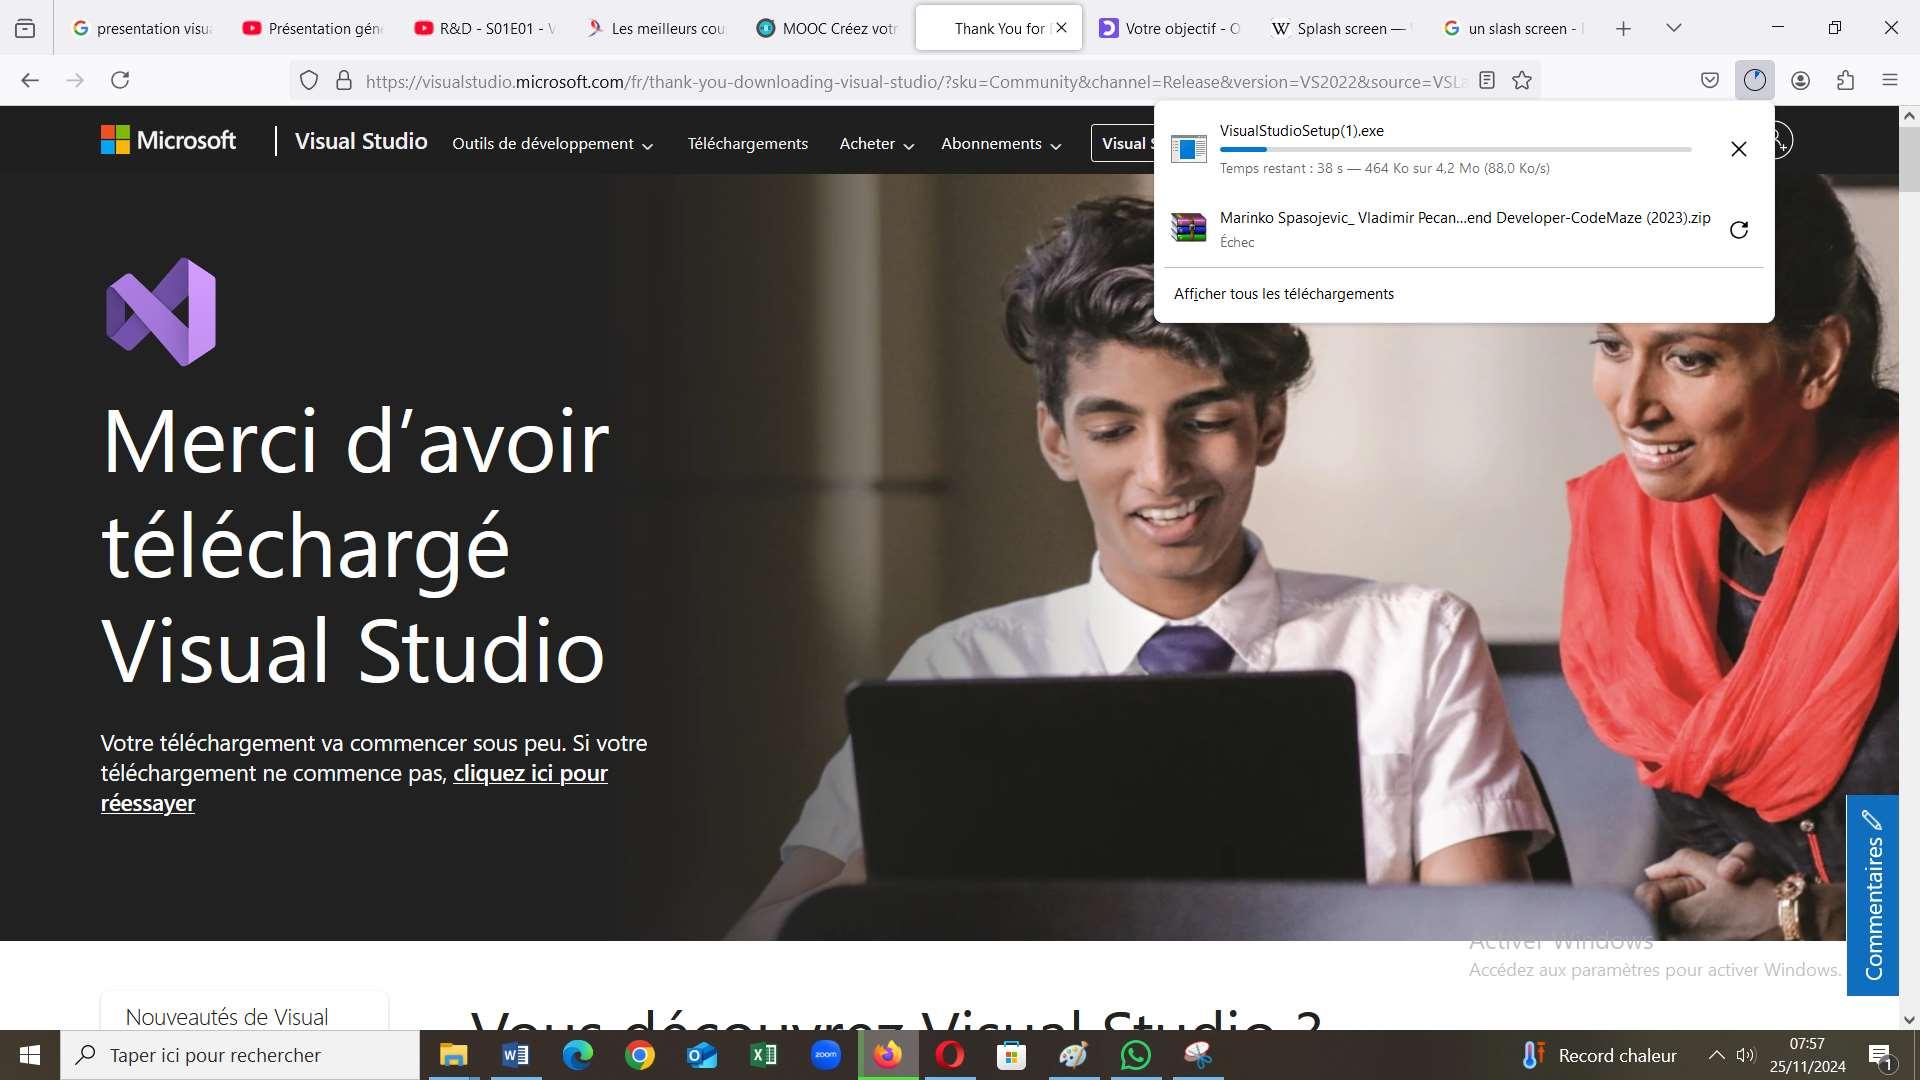 presentation visu
Présentation gén
R&D - S01E01 - V
Les meilleurs cou
MOOC Créez votr
Thank You for
Votre objectif - O
Splash screen —
un slash screen -
https://visualstudio.microsoft.com/fr/thank-you-downloading-visual-studio/?sku=Community&channel=Release&version=VS2022&source=VSLa
Microsoft
Visual Studio
Outils de développement
Téléchargements
Acheter
Abonnements
Visual S
VisualStudioSetup(1).exe
Temps restant : 38 s — 464 Ko sur 4,2 Mo (88,0 Ko/s)
Marinko Spasojevic_ Vladimir Pecan...end Developer-CodeMaze (2023).zip
Échec
Afficher tous les téléchargements
Merci d’avoir
téléchargé
Visual Studio
Votre téléchargement va commencer sous peu. Si votre
téléchargement ne commence pas, cliquez ici pour
réessayer
Commentaires
Activer Windows
Accédez aux paramètres pour activer Windows.
Nouveautés de Visual
Vous découvrez Visual Studio ?
Taper ici pour rechercher
zoom
Record chaleur
07:57
25/11/2024
1